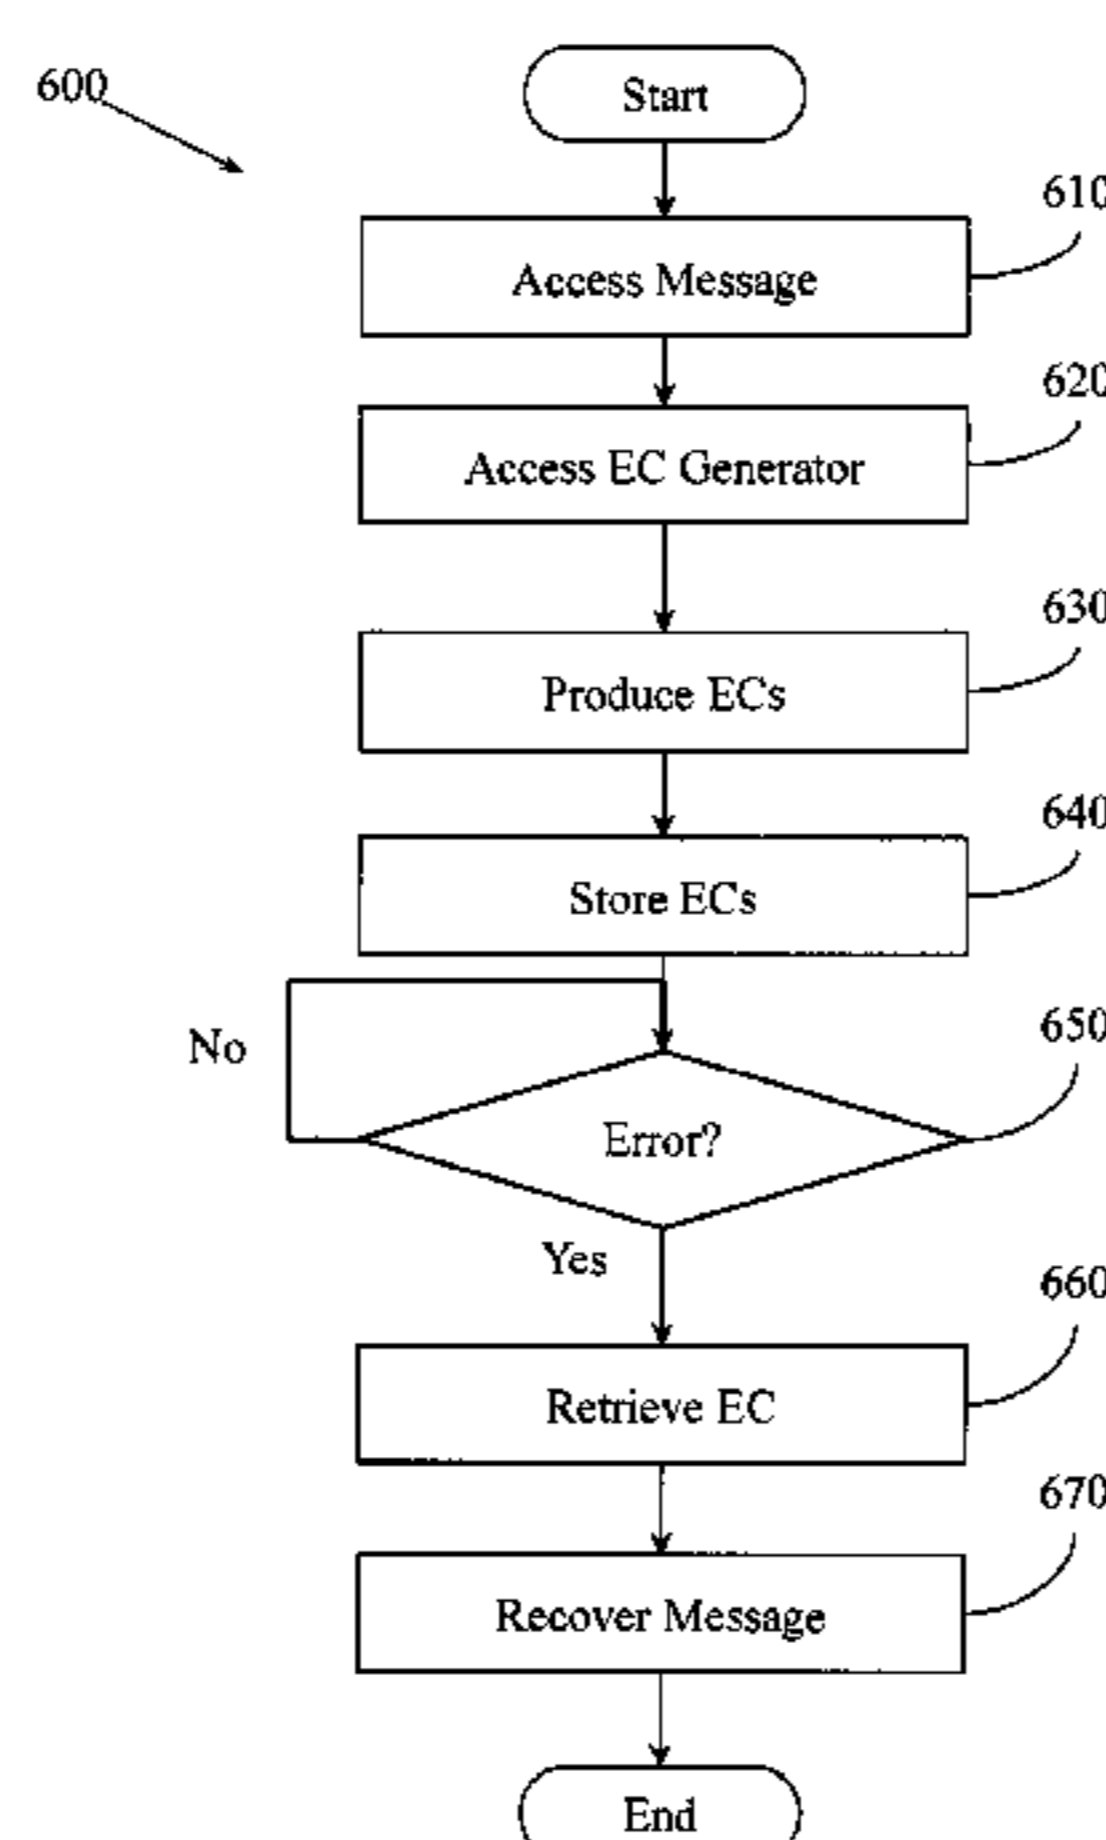 600
Start
610
Access Message
620
Access EC Generator
630
Produce ECs
640
Store ECs
No
650
Error?
Yes
660
Retrieve EC
670
Recover Message
End